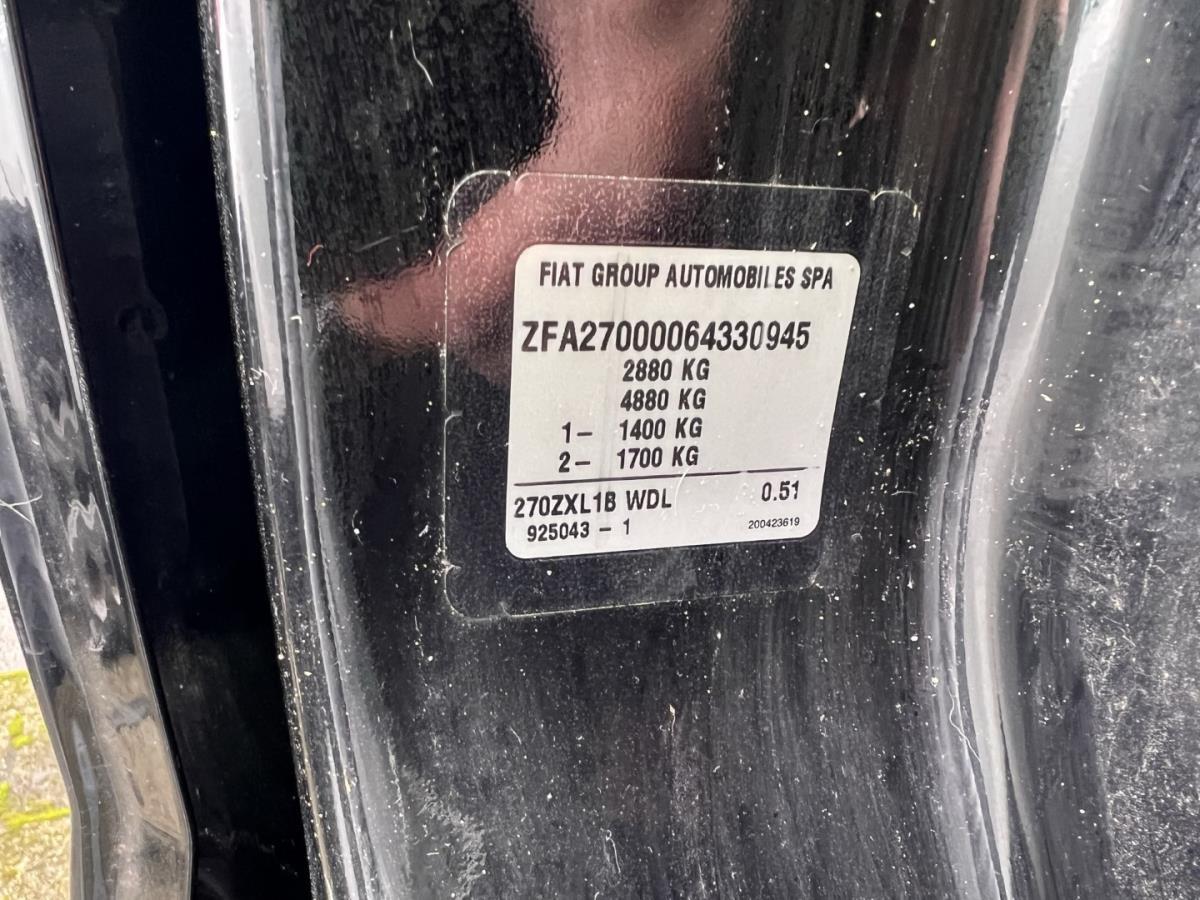 FIAT GROUP AUTOMOBILES SPA
ZFA27000064330945
2880 KG
4880 KG
1– 1400 KG
2– 1700 KG
270ZXL1B WDL 0.51
925043 – 1 200423619